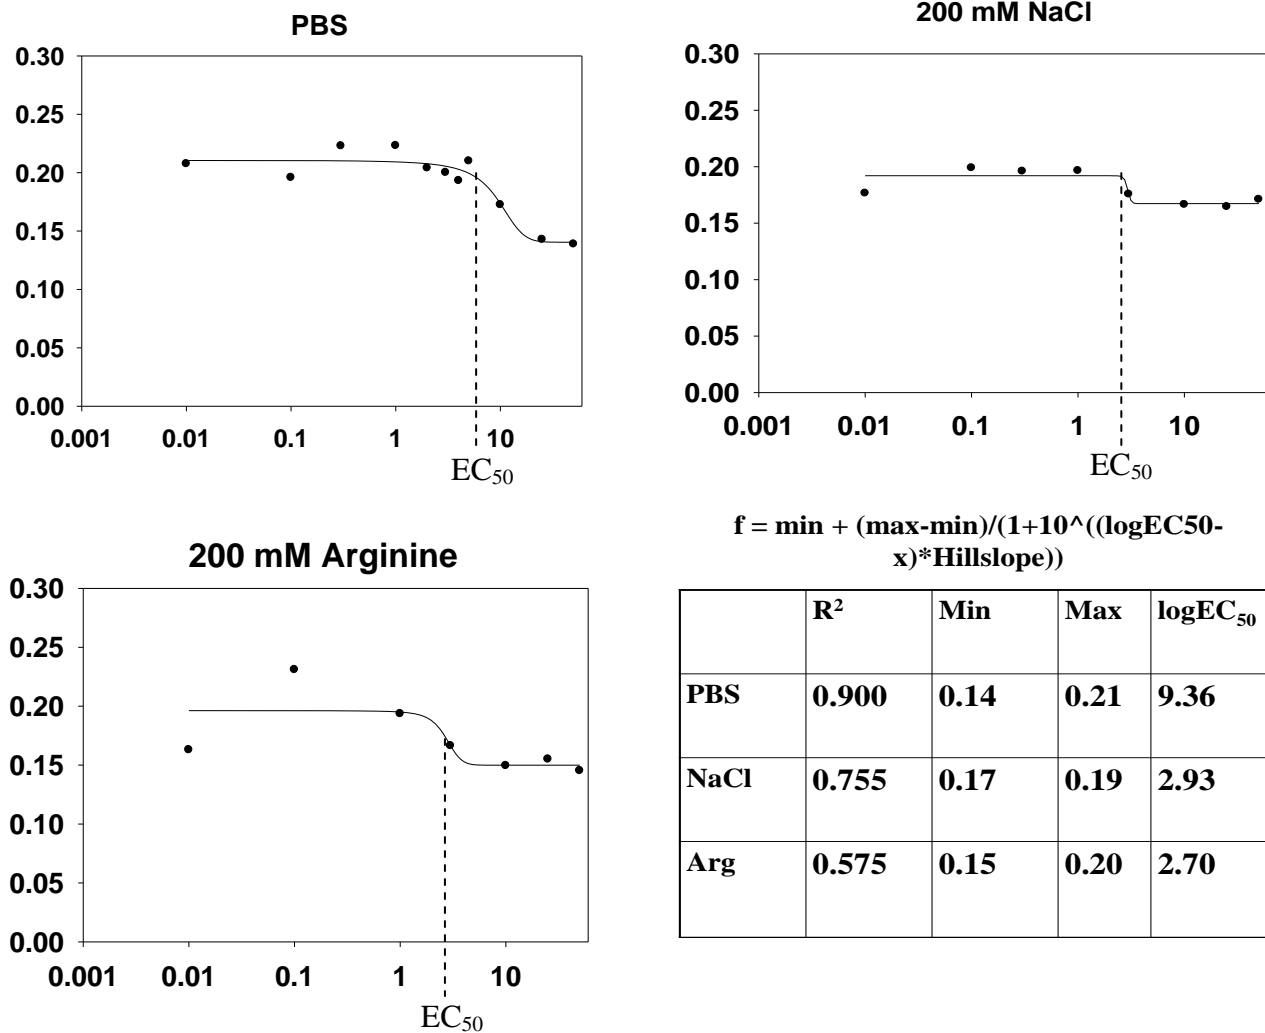 PBS
0.30
0.25
0.20
0.15
0.10
0.05
0.00
0.001 0.01 0.1 1 10
EC₅₀
200 mM NaCl
0.30
0.25
0.20
0.15
0.10
0.05
0.00
0.001 0.01 0.1 1 10
EC₅₀
200 mM Arginine
0.30
0.25
0.20
0.15
0.10
0.05
0.00
0.001 0.01 0.1 1 10
EC₅₀
f = min + (max-min)/(1+10^((logEC50-
x)*Hillslope))
R² Min Max logEC₅₀
PBS 0.900 0.14 0.21 9.36
NaCl 0.755 0.17 0.19 2.93
Arg 0.575 0.15 0.20 2.70